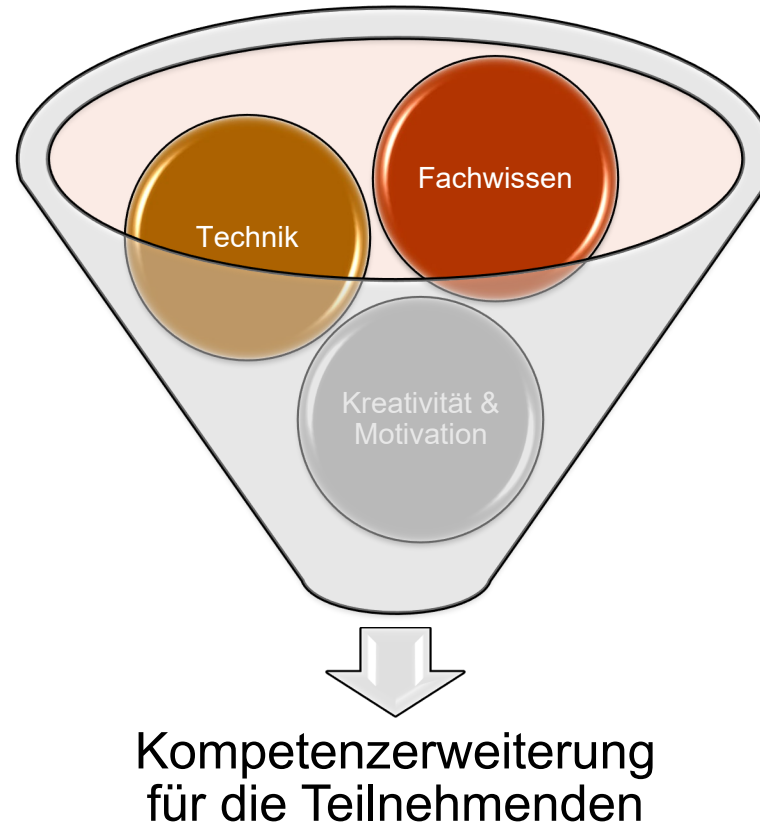 Fachwissen
Technik
Kreativität &
Motivation
Kompetenzerweiterung
für die Teilnehmenden